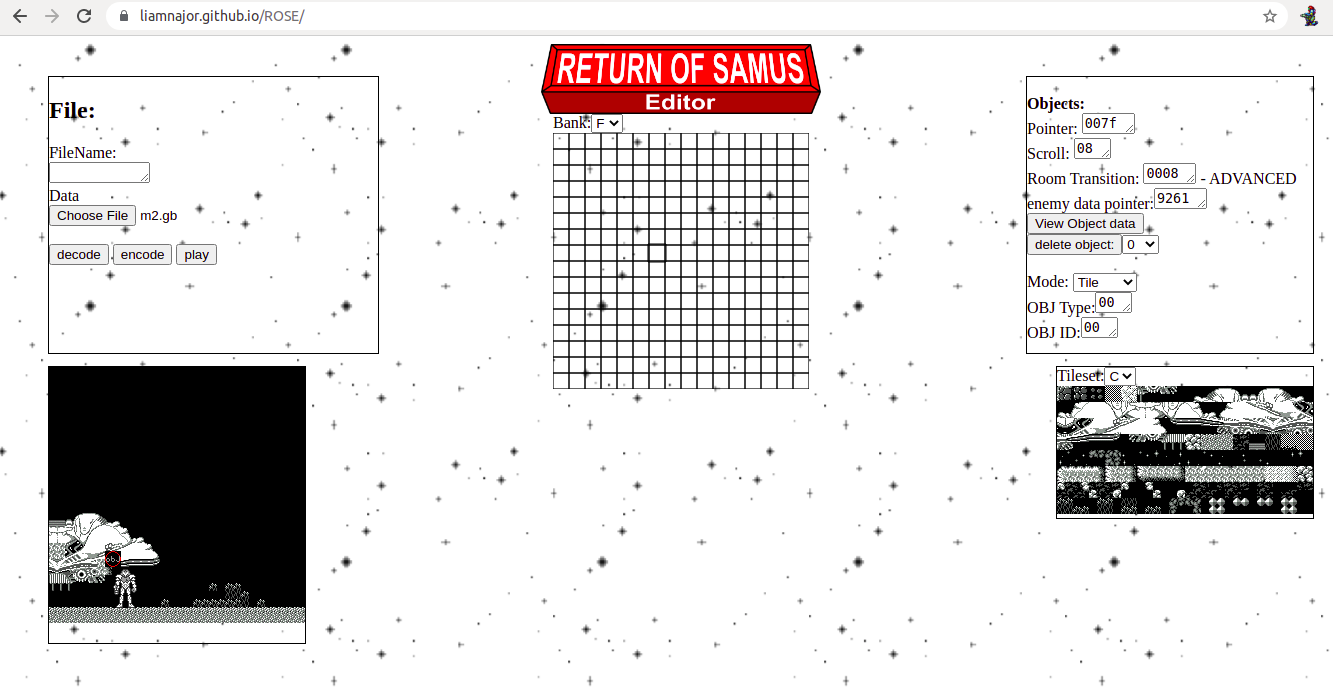 liamnajor.github.io/ROSE/
RETURN OF SAMUS
Editor
File:
FileName:
Data
Choose File m2.gb
decode encode play
Bank: F
Objects:
Pointer: 007f
Scroll: 08
Room Transition: 0008 - ADVANCED
enemy data pointer: 9261
View Object data
delete object: 0
Mode: Tile
OBJ Type: 00
OBJ ID: 00
Tileset: C
obj